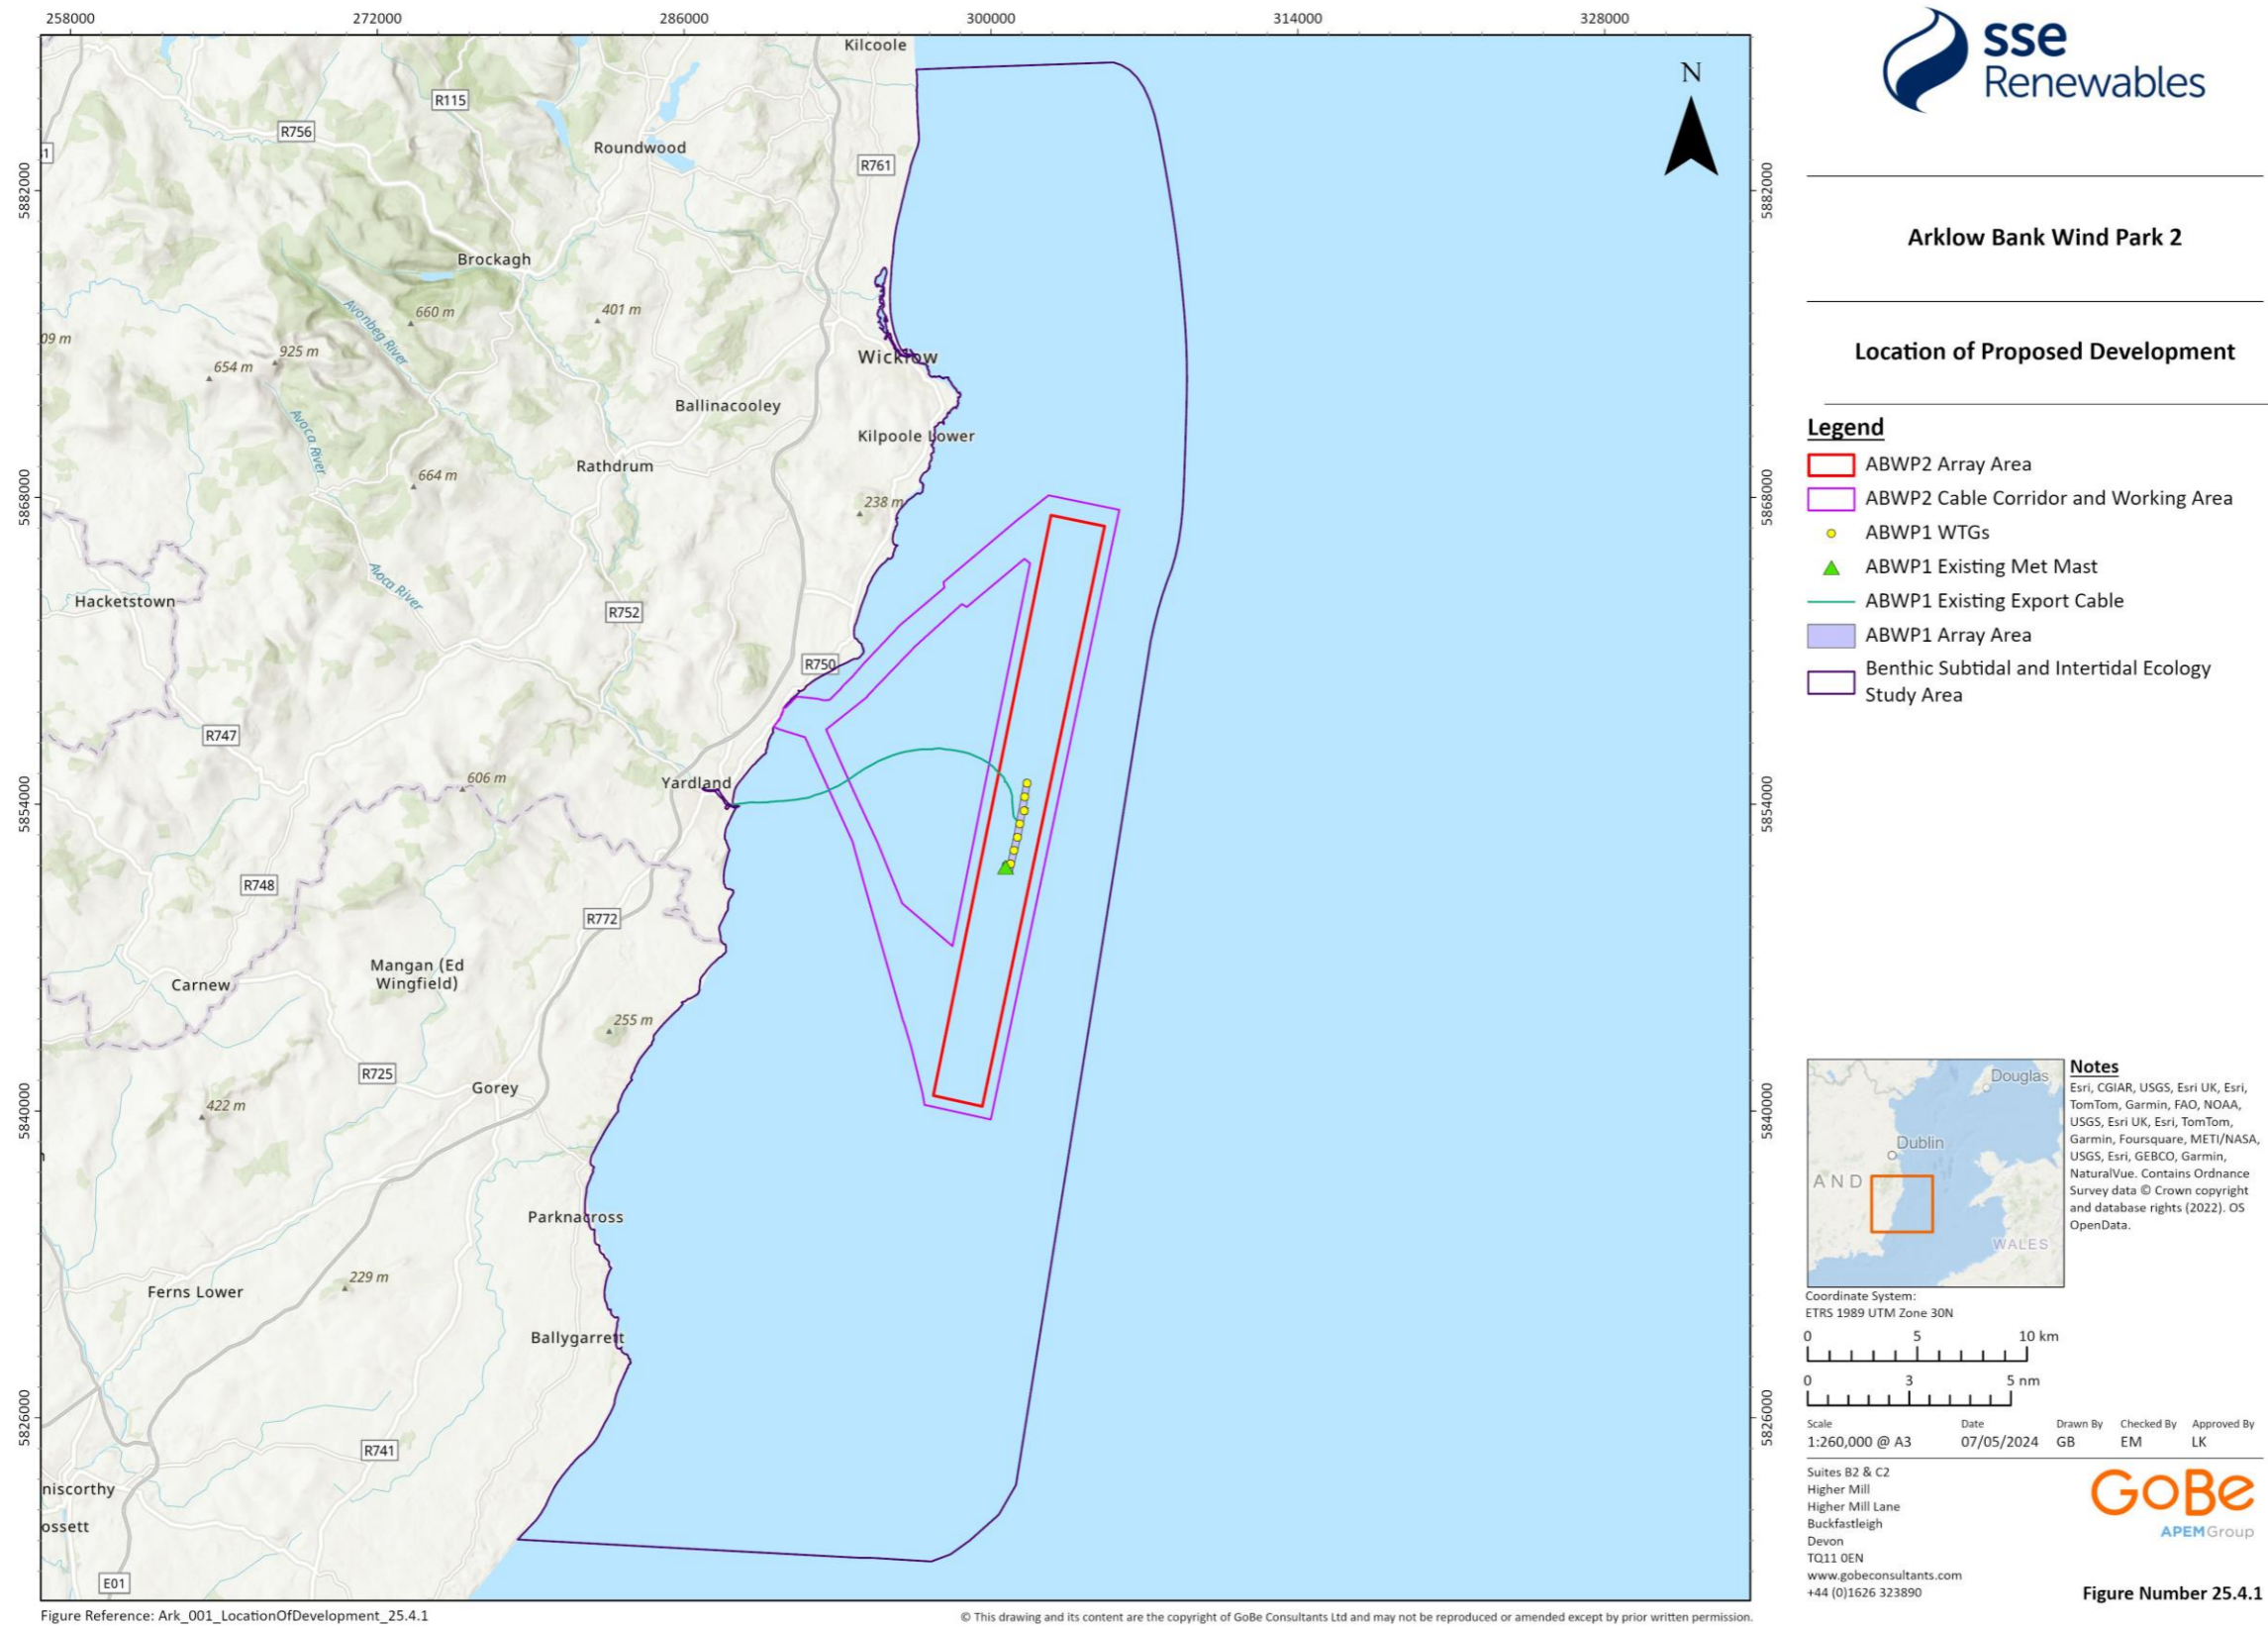 258000
272000
286000
300000
314000
328000
5882000
5868000
5854000
5840000
5826000
5882000
5868000
5854000
5840000
5826000
Kilcoole
R115
R756
Roundwood
R761
Brockagh
660 m
401 m
Avonbeg River
09 m
654 m
925 m
Wicklow
Ballinacooley
Avoca River
Kilpoole Lower
Rathdrum
664 m
238 m
Avoca River
Hacketstown
R752
R750
R747
Yardland
606 m
R748
R772
Mangan (Ed
Wingfield)
Carnew
255 m
R725
Gorey
422 m
Parknacross
229 m
Ferns Lower
Ballygarrett
R741
niscorthy
ossett
E01
N
sse
Renewables
Arklow Bank Wind Park 2
Location of Proposed Development
Legend
ABWP2 Array Area
ABWP2 Cable Corridor and Working Area
ABWP1 WTGs
ABWP1 Existing Met Mast
ABWP1 Existing Export Cable
ABWP1 Array Area
Benthic Subtidal and Intertidal Ecology
Study Area
Douglas
Dublin
AND
WALES
Notes
Esri, CGIAR, USGS, Esri UK, Esri,
TomTom, Garmin, FAO, NOAA,
USGS, Esri UK, Esri, TomTom,
Garmin, Foursquare, METI/NASA,
USGS, Esri, GEBCO, Garmin,
NaturalVue. Contains Ordnance
Survey data © Crown copyright
and database rights (2022). OS
OpenData.
Coordinate System:
ETRS 1989 UTM Zone 30N
0 5 10 km
0 3 5 nm
Scale Date Drawn By Checked By Approved By
1:260,000 @ A3 07/05/2024 GB EM LK
Suites B2 & C2
Higher Mill
Higher Mill Lane
Buckfastleigh
Devon
TQ11 0EN
www.gobeconsultants.com
+44 (0)1626 323890
GoBe
APEMGroup
Figure Number 25.4.1
Figure Reference: Ark_001_LocationOfDevelopment_25.4.1
© This drawing and its content are the copyright of GoBe Consultants Ltd and may not be reproduced or amended except by prior written permission.